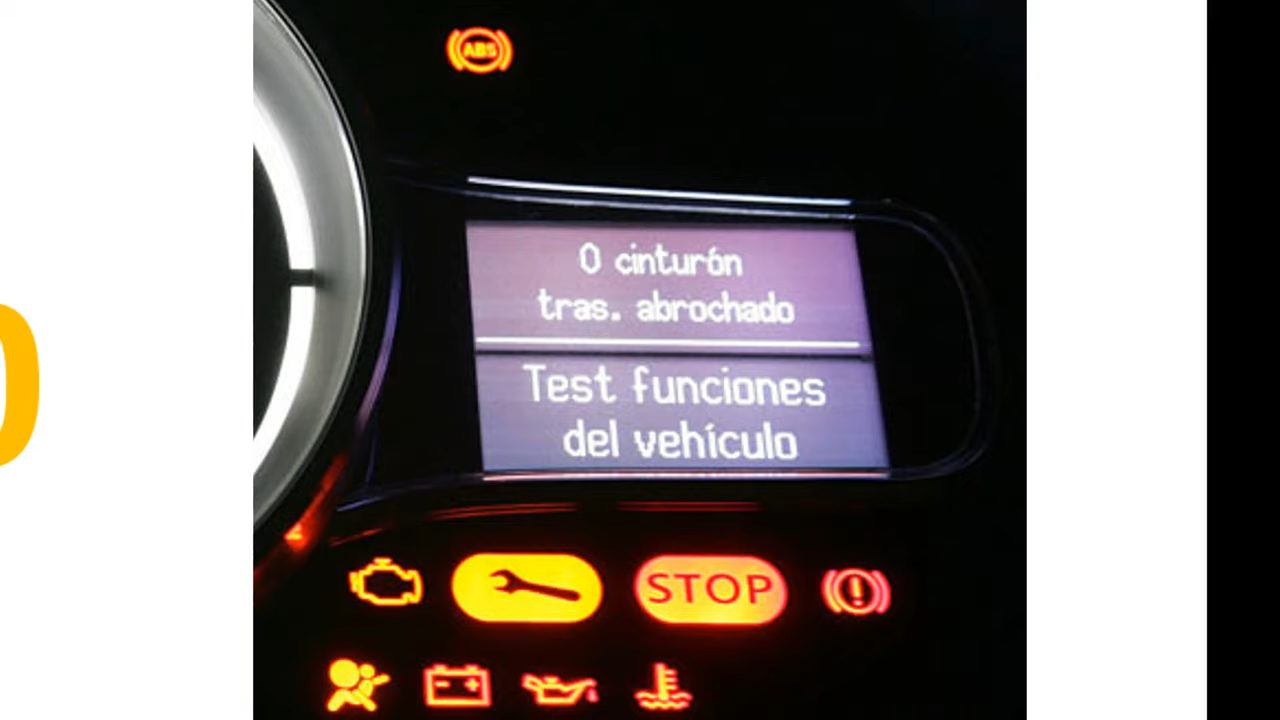 ABS
0 cinturón
tras. abrochado
Test funciones
del vehículo
STOP